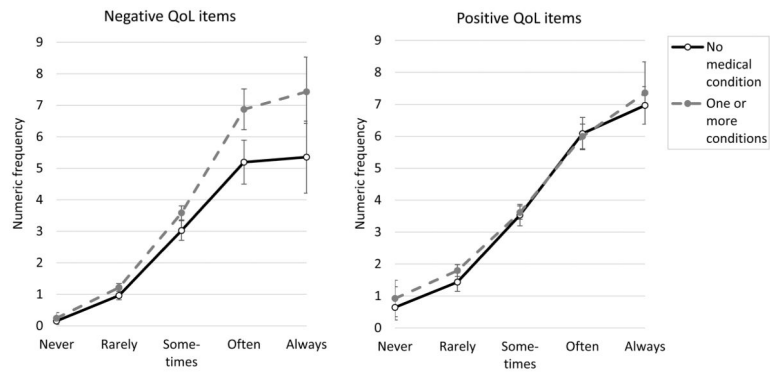 Negative QoL items
Numeric frequency
9
8
7
6
5
4
3
2
1
0
Never
Rarely
Some-
times
Often
Always
Positive QoL items
Numeric frequency
9
8
7
6
5
4
3
2
1
0
Never
Rarely
Some-
times
Often
Always
No
medical
condition
One or
more
conditions